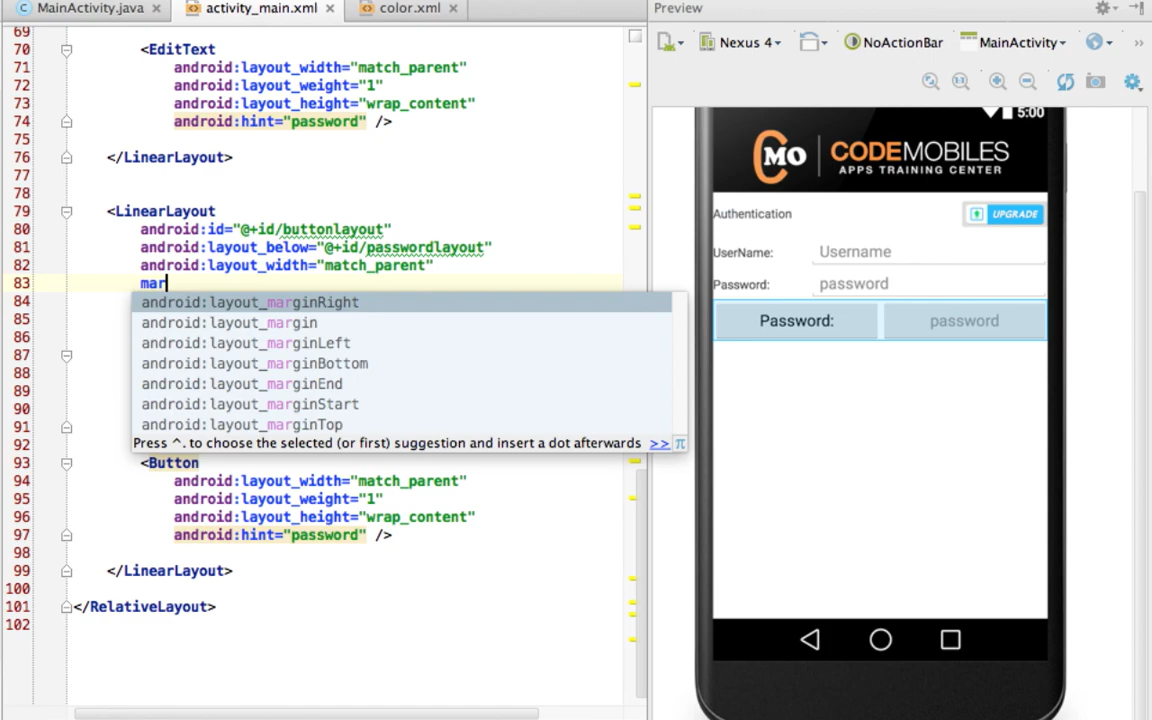 MainActivity.java
activity_main.xml
color.xml
Preview
69
70 <EditText
71 android:layout_width="match_parent"
72 android:layout_weight="1"
73 android:layout_height="wrap_content"
74 android:hint="password" />
75
76 </LinearLayout>
77
78
79 <LinearLayout
80 android:id="@+id/buttonlayout"
81 android:layout_below="@+id/passwordlayout"
82 android:layout_width="match_parent"
83 mar
84 android:layout_marginRight
85 android:layout_margin
86 android:layout_marginLeft
87 android:layout_marginBottom
88 android:layout_marginEnd
89 android:layout_marginStart
90 android:layout_marginTop
91 Press ^. to choose the selected (or first) suggestion and insert a dot afterwards >> π
92
93 <Button
94 android:layout_width="match_parent"
95 android:layout_weight="1"
96 android:layout_height="wrap_content"
97 android:hint="password" />
98
99 </LinearLayout>
100
101 </RelativeLayout>
102
Nexus 4
NoActionBar
MainActivity
»
5:00
CMO CODEMOBILES
APPS TRAINING CENTER
Authentication
UPGRADE
UserName: Username
Password: password
Password: password